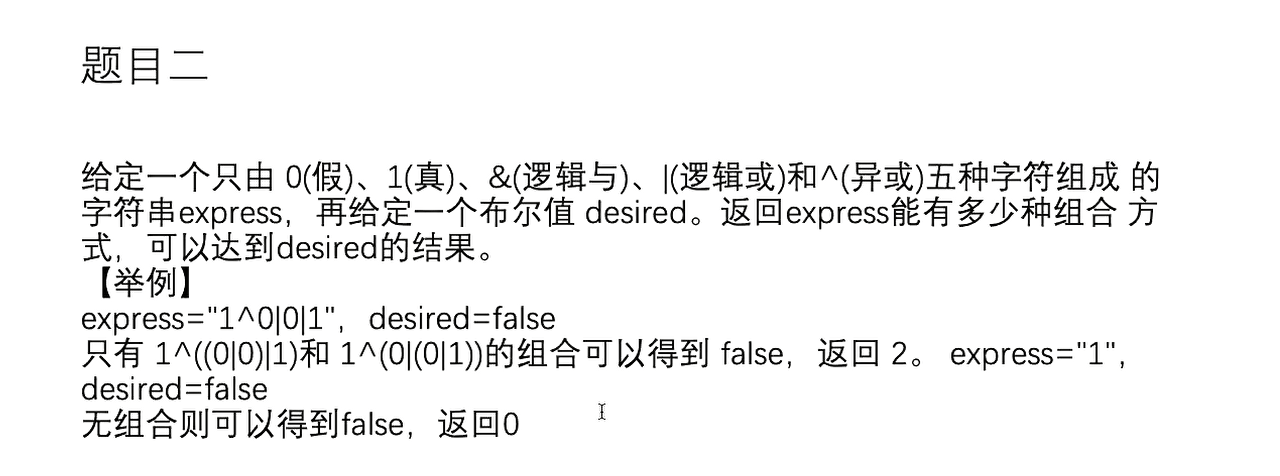 题目二
给定一个只由 0(假)、1(真)、&(逻辑与)、|(逻辑或)和^(异或)五种字符组成 的
字符串express，再给定一个布尔值 desired。返回express能有多少种组合 方
式，可以达到desired的结果。
【举例】
express="1^0|0|1"，desired=false
只有 1^((0|0)|1)和 1^(0|(0|1))的组合可以得到 false，返回 2。 express="1"，
desired=false
无组合则可以得到false，返回0